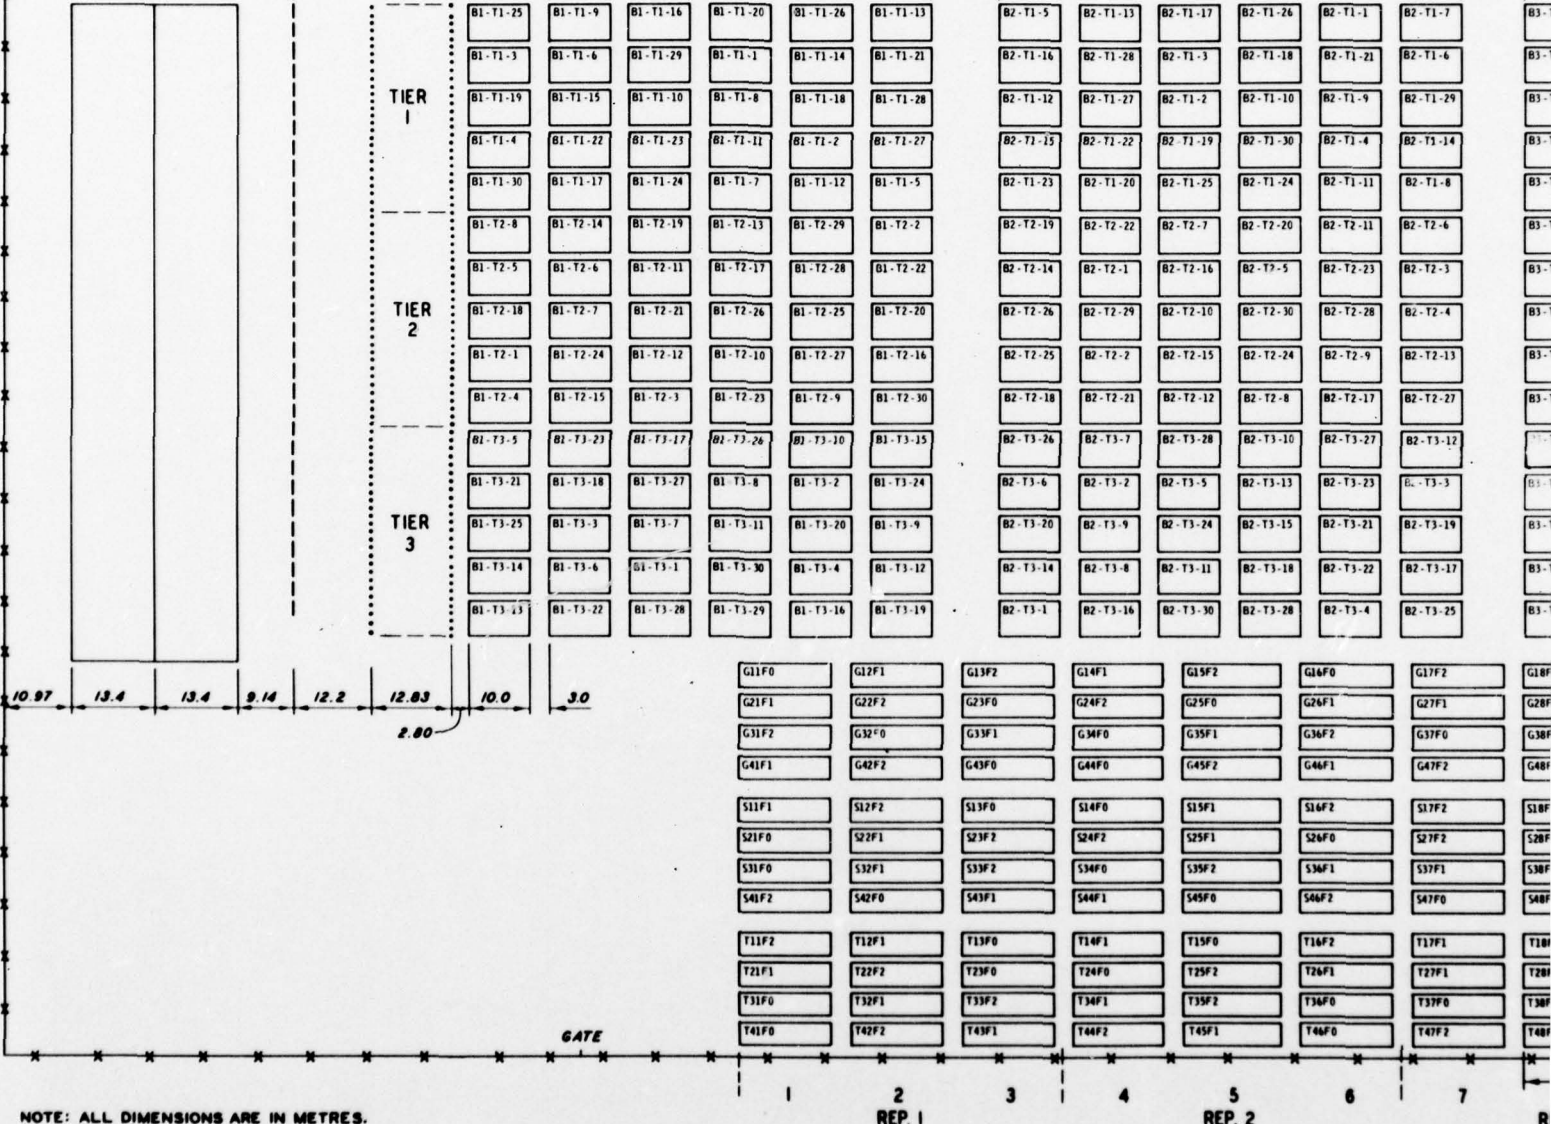 B1-T1-25 B1-T1-9 B1-T1-16 B1-T1-20 B1-T1-26 B1-T1-13 B2-T1-5 B2-T1-13 B2-T1-17 B2-T1-26 B2-T1-1 B2-T1-7 B3-
B1-T1-3 B1-T1-6 B1-T1-29 B1-T1-1 B1-T1-14 B1-T1-21 B2-T1-16 B2-T1-28 B2-T1-3 B2-T1-18 B2-T1-21 B2-T1-6 B3-
TIER
1
B1-T1-19 B1-T1-15 B1-T1-10 B1-T1-8 B1-T1-18 B1-T1-28 B2-T1-12 B2-T1-27 B2-T1-2 B2-T1-10 B2-T1-9 B2-T1-29 B3-
B1-T1-4 B1-T1-22 B1-T1-23 B1-T1-11 B1-T1-2 B1-T1-27 B2-T1-15 B2-T1-22 B2-T1-19 B2-T1-30 B2-T1-4 B2-T1-14 B3-
B1-T1-30 B1-T1-17 B1-T1-24 B1-T1-7 B1-T1-12 B1-T1-5 B2-T1-23 B2-T1-20 B2-T1-25 B2-T1-24 B2-T1-11 B2-T1-8 B3-
B1-T2-8 B1-T2-14 B1-T2-19 B1-T2-13 B1-T2-29 B1-T2-2 B2-T2-19 B2-T2-22 B2-T2-7 B2-T2-20 B2-T2-11 B2-T2-6 B3-
B1-T2-5 B1-T2-6 B1-T2-11 B1-T2-17 B1-T2-28 B1-T2-22 B2-T2-14 B2-T2-1 B2-T2-16 B2-T2-5 B2-T2-23 B2-T2-3 B3-
TIER
2
B1-T2-18 B1-T2-7 B1-T2-21 B1-T2-26 B1-T2-25 B1-T2-20 B2-T2-26 B2-T2-29 B2-T2-10 B2-T2-30 B2-T2-28 B2-T2-4 B3-
B1-T2-1 B1-T2-24 B1-T2-12 B1-T2-10 B1-T2-27 B1-T2-16 B2-T2-25 B2-T2-2 B2-T2-15 B2-T2-24 B2-T2-9 B2-T2-13 B3-
B1-T2-4 B1-T2-15 B1-T2-3 B1-T2-23 B1-T2-9 B1-T2-30 B2-T2-18 B2-T2-21 B2-T2-12 B2-T2-8 B2-T2-17 B2-T2-27 B3-
B1-T3-5 B1-T3-23 B1-T3-17 B1-T3-26 B1-T3-10 B1-T3-15 B2-T3-26 B2-T3-7 B2-T3-28 B2-T3-10 B2-T3-27 B2-T3-12
B1-T3-21 B1-T3-18 B1-T3-27 B1-T3-8 B1-T3-2 B1-T3-24 B2-T3-6 B2-T3-2 B2-T3-5 B2-T3-13 B2-T3-23 B3-
TIER
3
B1-T3-25 B1-T3-3 B1-T3-7 B1-T3-11 B1-T3-20 B1-T3-9 B2-T3-20 B2-T3-9 B2-T3-24 B2-T3-15 B2-T3-21 B2-T3-19 B3-
B1-T3-14 B1-T3-6 B1-T3-1 B1-T3-30 B1-T3-4 B1-T3-12 B2-T3-14 B2-T3-8 B2-T3-11 B2-T3-18 B2-T3-22 B2-T3-17 B3-
B1-T3-13 B1-T3-22 B1-T3-28 B1-T3-29 B1-T3-16 B1-T3-19 B2-T3-1 B2-T3-16 B2-T3-30 B2-T3-28 B2-T3-4 B2-T3-25 B3-
10.97 13.4 13.4 9.14 12.2 12.83 10.0 3.0
2.80
G11F0 G12F1 G13F2 G14F1 G15F2 G16F0 G17F2 G18F
G21F1 G22F2 G23F0 G24F2 G25F0 G26F1 G27F1 G28F
G31F2 G32F0 G33F1 G34F0 G35F1 G36F2 G37F0 G38F
G41F1 G42F2 G43F0 G44F0 G45F2 G46F1 G47F2 G48F
S11F1 S12F2 S13F0 S14F0 S15F1 S16F2 S17F2 S18F
S21F0 S22F1 S23F2 S24F2 S25F1 S26F0 S27F2 S28F
S31F0 S32F1 S33F2 S34F0 S35F2 S36F1 S37F1 S38F
S41F2 S42F0 S43F1 S44F1 S45F0 S46F2 S47F0 S48F
T11F2 T12F1 T13F0 T14F1 T15F0 T16F2 T17F1 T18F
T21F1 T22F2 T23F0 T24F0 T25F2 T26F1 T27F1 T28F
T31F0 T32F1 T33F2 T34F1 T35F2 T36F0 T37F0 T38F
T41F0 T42F2 T43F1 T44F2 T45F1 T46F0 T47F2 T48F
GATE
1 2 3 4 5 6 7
REP. 1 REP. 2 R
NOTE: ALL DIMENSIONS ARE IN METRES.